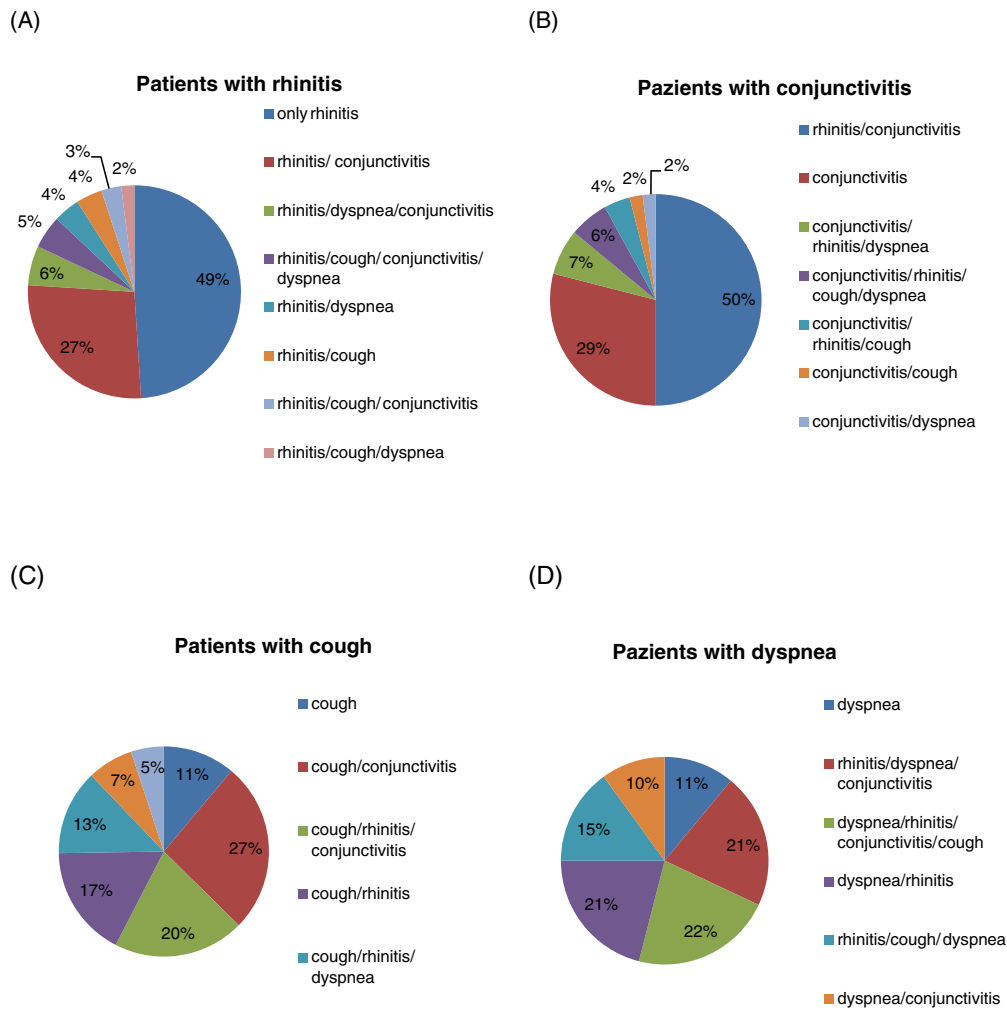 (A)
Patients with rhinitis
only rhinitis
rhinitis/ conjunctivitis
rhinitis/dyspnea/conjunctivitis
rhinitis/cough/conjunctivitis/
dyspnea
rhinitis/dyspnea
rhinitis/cough
rhinitis/cough/conjunctivitis
rhinitis/cough/dyspnea
49%
27%
6%
5%
4%
4%
3%
2%
(B)
Pazients with conjunctivitis
rhinitis/conjunctivitis
conjunctivitis
conjunctivitis/
rhinitis/dyspnea
conjunctivitis/rhinitis/
cough/dyspnea
conjunctivitis/
rhinitis/cough
conjunctivitis/cough
conjunctivitis/dyspnea
50%
29%
7%
6%
4%
2%
2%
(C)
Patients with cough
cough
cough/conjunctivitis
cough/rhinitis/
conjunctivitis
cough/rhinitis
cough/rhinitis/
dyspnea
11%
27%
20%
17%
13%
7%
5%
(D)
Pazients with dyspnea
dyspnea
rhinitis/dyspnea/
conjunctivitis
dyspnea/rhinitis/
conjunctivitis/cough
dyspnea/rhinitis
rhinitis/cough/dyspnea
dyspnea/conjunctivitis
11%
21%
22%
21%
15%
10%